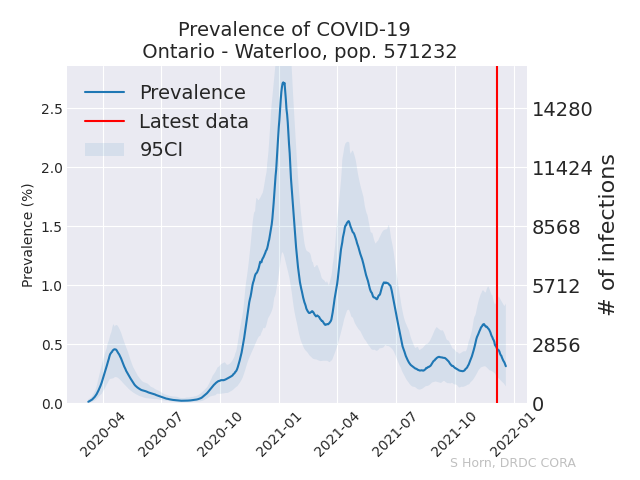 Prevalence of COVID-19
Ontario - Waterloo, pop. 571232
Prevalence
Latest data
95CI
Prevalence (%)
2.5
2.0
1.5
1.0
0.5
0.0
14280
11424
8568
5712
2856
0
# of infections
2020-04
2020-07
2020-10
2021-01
2021-04
2021-07
2021-10
2022-01
S Horn, DRDC CORA